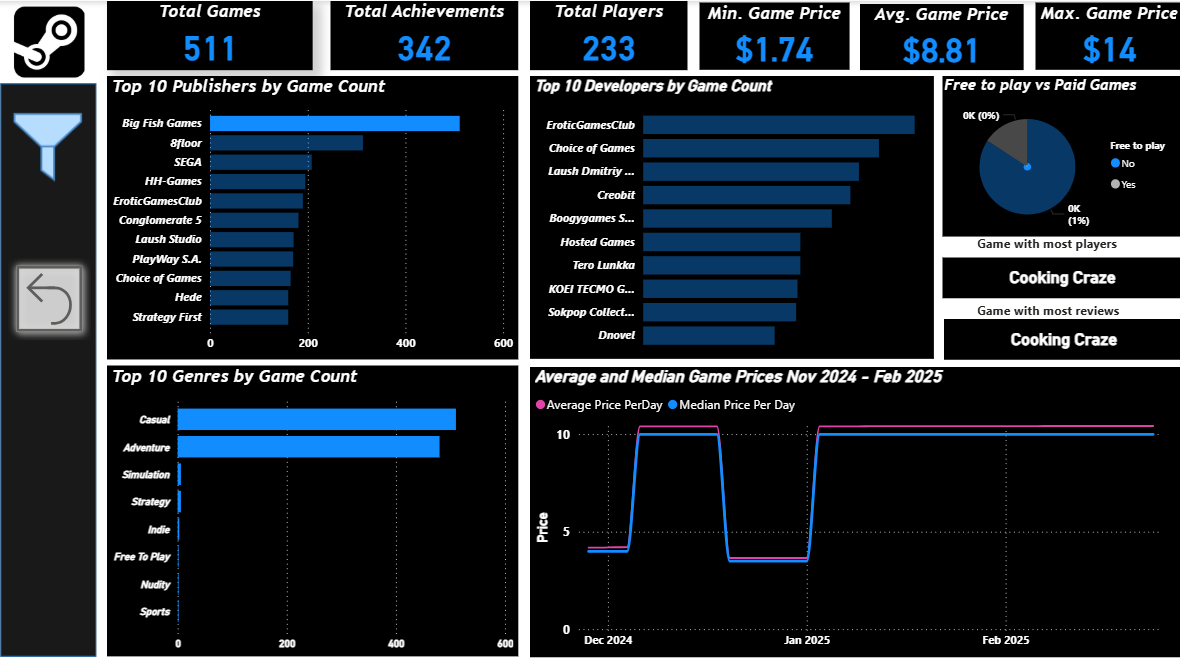 Total Games
511
Total Achievements
342
Total Players
233
Min. Game Price
$1.74
Avg. Game Price
$8.81
Max. Game Price
$14
Top 10 Publishers by Game Count
Big Fish Games
8floor
SEGA
HH-Games
EroticGamesClub
Conglomerate 5
Laush Studio
PlayWay S.A.
Choice of Games
Hede
Strategy First
0 200 400 600
Top 10 Developers by Game Count
EroticGamesClub
Choice of Games
Laush Dmitriy ...
Creobit
Boogygames S...
Hosted Games
Tero Lunkka
KOEI TECMO G...
Sokpop Collect...
Dnovel
Free to play vs Paid Games
0K (0%)
0K
(1%)
Free to play
No
Yes
Game with most players
Cooking Craze
Game with most reviews
Cooking Craze
Top 10 Genres by Game Count
Casual
Adventure
Simulation
Strategy
Indie
Free To Play
Nudity
Sports
0 200 400 600
Average and Median Game Prices Nov 2024 - Feb 2025
Average Price PerDay Median Price Per Day
Price
10
5
0
Dec 2024 Jan 2025 Feb 2025